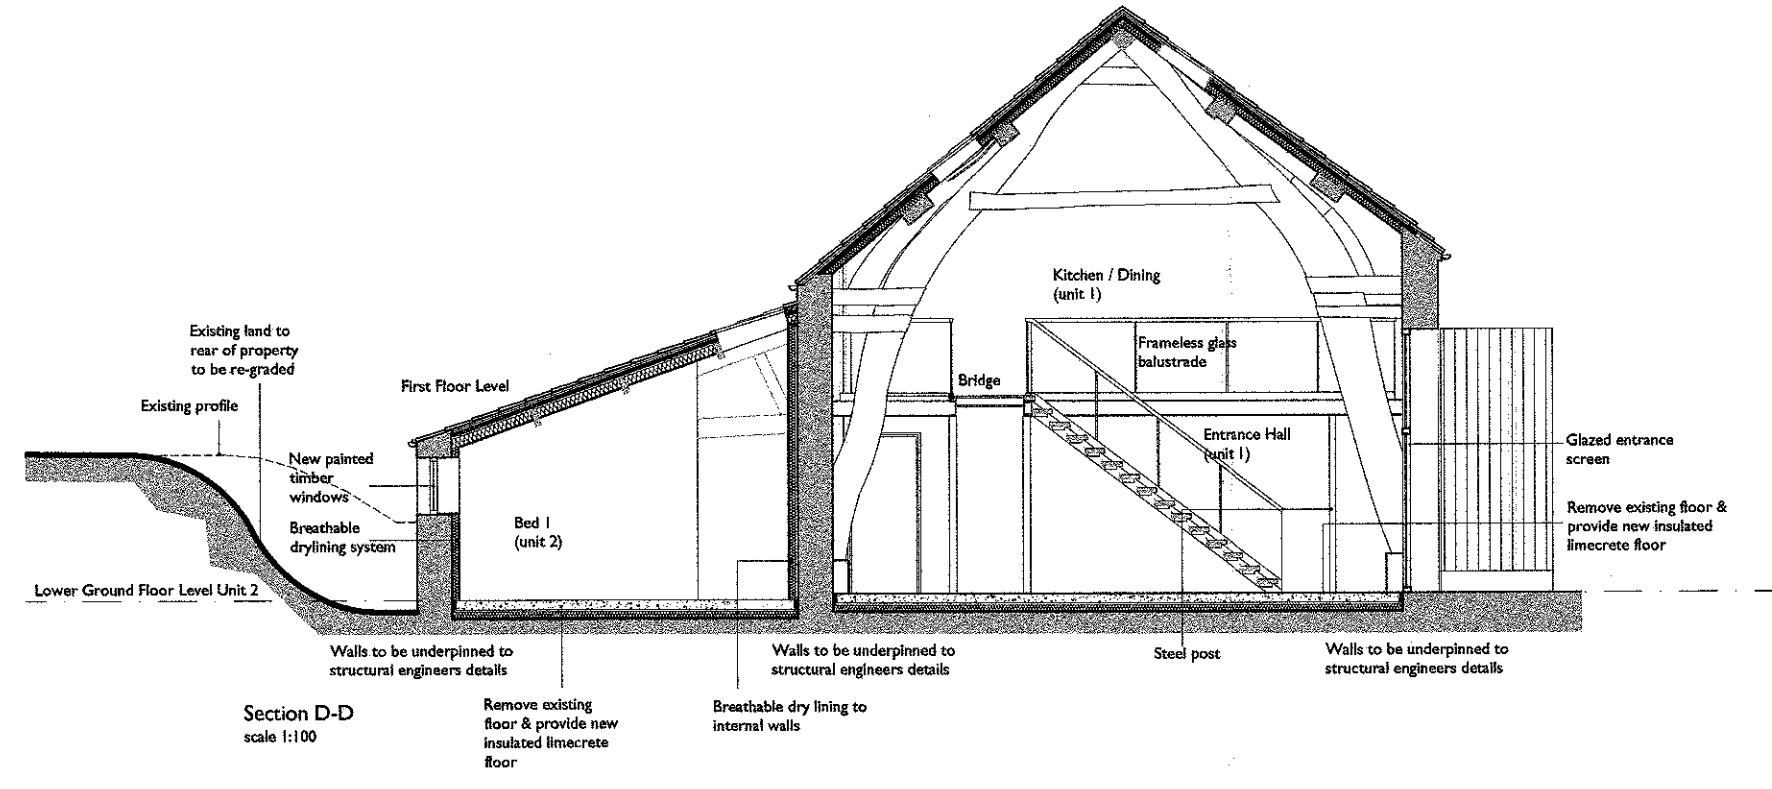 Kitchen / Dining
(unit 1)
Existing land to
rear of property
to be re-graded
Frameless glass
balustrade
First Floor Level
Bridge
Existing profile
Entrance Hall
(unit 1)
Glazed entrance
screen
New painted
timber
windows
Remove existing floor &
provide new insulated
limecrete floor
Bed 1
(unit 2)
Breathable
drylining system
Lower Ground Floor Level Unit 2
Walls to be underpinned to
structural engineers details
Walls to be underpinned to
structural engineers details
Steel post
Walls to be underpinned to
structural engineers details
Section D-D
scale 1:100
Remove existing
floor & provide new
insulated limecrete
floor
Breathable dry lining to
internal walls